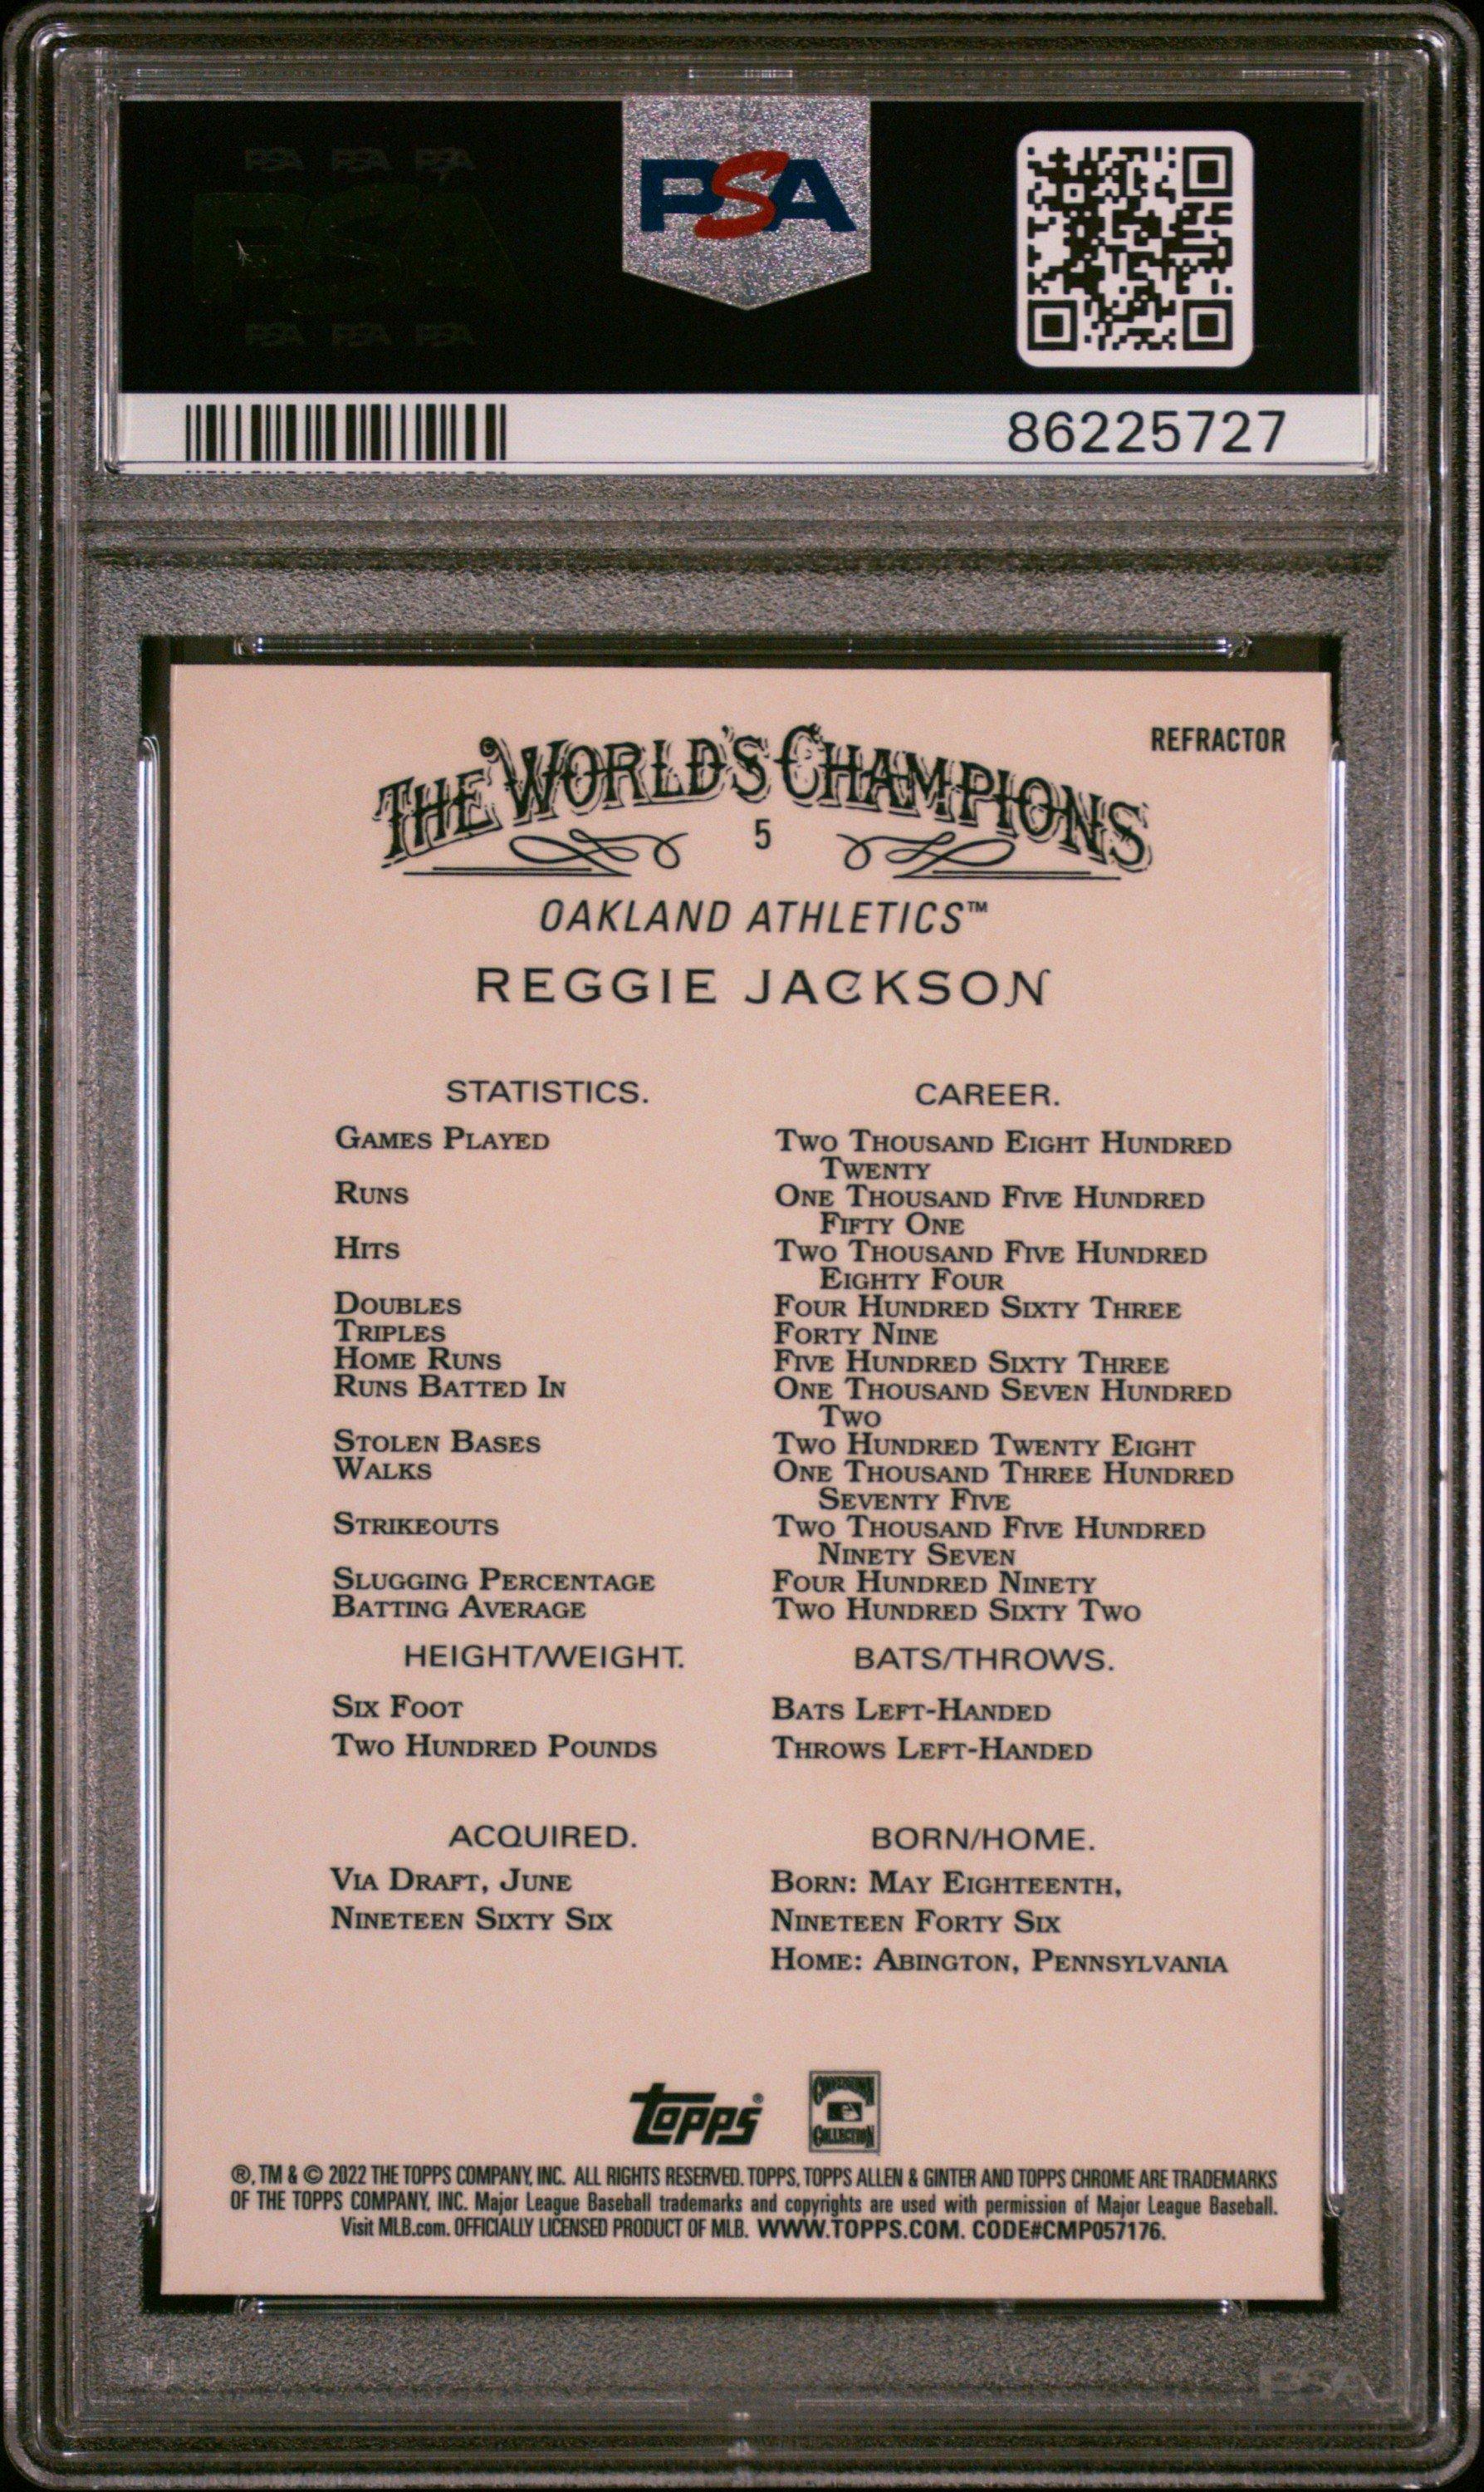 PSA PSA PSA
PSA
PSA
PSA PSA PSA
86225727
REFRACTOR
THE WORLD'S CHAMPIONS
5
OAKLAND ATHLETICS™
REGGIE JACKSON
STATISTICS. CAREER.
GAMES PLAYED TWO THOUSAND EIGHT HUNDRED
TWENTY
RUNS ONE THOUSAND FIVE HUNDRED
FIFTY ONE
HITS TWO THOUSAND FIVE HUNDRED
EIGHTY FOUR
DOUBLES FOUR HUNDRED SIXTY THREE
TRIPLES FORTY NINE
HOME RUNS FIVE HUNDRED SIXTY THREE
RUNS BATTED IN ONE THOUSAND SEVEN HUNDRED
TWO
STOLEN BASES TWO HUNDRED TWENTY EIGHT
WALKS ONE THOUSAND THREE HUNDRED
SEVENTY FIVE
STRIKEOUTS TWO THOUSAND FIVE HUNDRED
NINETY SEVEN
SLUGGING PERCENTAGE FOUR HUNDRED NINETY
BATTING AVERAGE TWO HUNDRED SIXTY TWO
HEIGHT/WEIGHT. BATS/THROWS.
SIX FOOT BATS LEFT-HANDED
TWO HUNDRED POUNDS THROWS LEFT-HANDED
ACQUIRED. BORN/HOME.
VIA DRAFT, JUNE BORN: MAY EIGHTEENTH,
NINETEEN SIXTY SIX NINETEEN FORTY SIX
HOME: ABINGTON, PENNSYLVANIA
topps COLLECTION
®, TM & © 2022 THE TOPPS COMPANY, INC. ALL RIGHTS RESERVED. TOPPS, TOPPS ALLEN & GINTER AND TOPPS CHROME ARE TRADEMARKS
OF THE TOPPS COMPANY, INC. Major League Baseball trademarks and copyrights are used with permission of Major League Baseball.
Visit MLB.com. OFFICIALLY LICENSED PRODUCT OF MLB. WWW.TOPPS.COM. CODE#CMP057176.
PSA